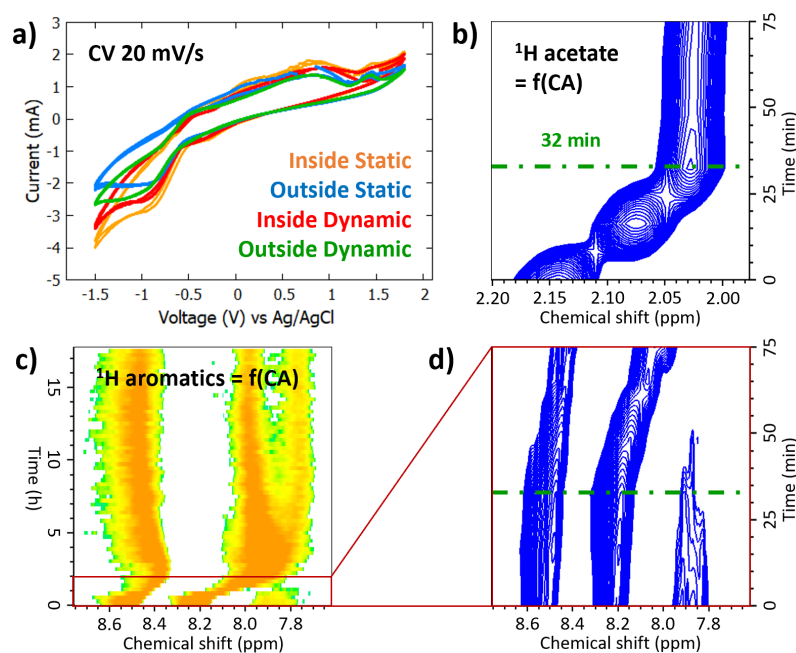 a)
CV 20 mV/s
3
2
1
0
-1
-2
-3
-4
-5
Current (mA)
Inside Static
Outside Static
Inside Dynamic
Outside Dynamic
-1.5
-1
-0.5
0
0.5
1
1.5
2
Voltage (V) vs Ag/AgCl
b)
¹H acetate
= f(CA)
32 min
75
50
25
0
Time (min)
2.20
2.10
2.05
2.00
Chemical shift (ppm)
c)
¹H aromatics = f(CA)
15
10
5
0
Time (h)
8.6
8.4
8.2
8.0
7.8
Chemical shift (ppm)
d)
75
50
25
0
Time (min)
8.6
8.4
8.2
8.0
7.8
Chemical shift (ppm)